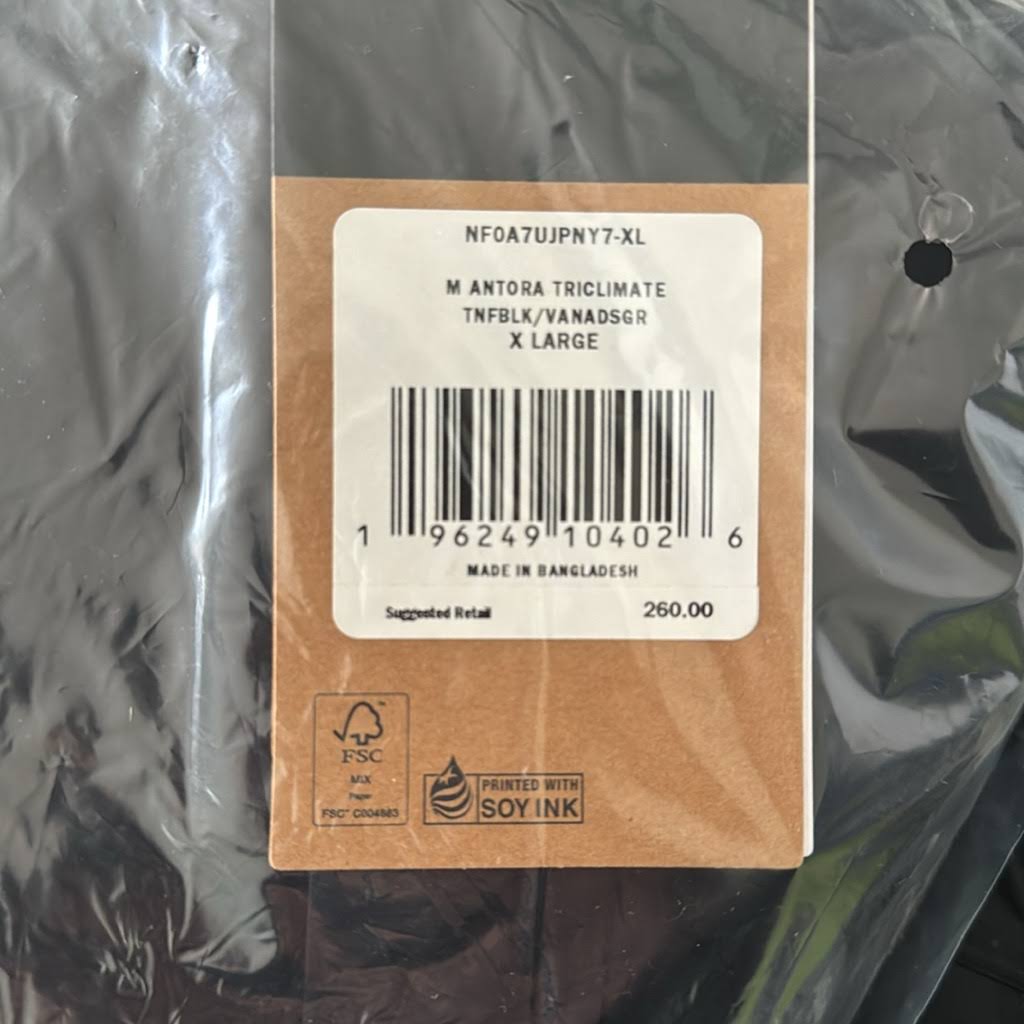 NF0A7UJPNY7-XL
M ANTORA TRICLIMATE
TNFBLK/VANADSGR
X LARGE
1 96249 10402 6
MADE IN BANGLADESH
Suggested Retail 260.00
FSC
MIX
Paper
FSC™ C004883
PRINTED WITH
SOY INK